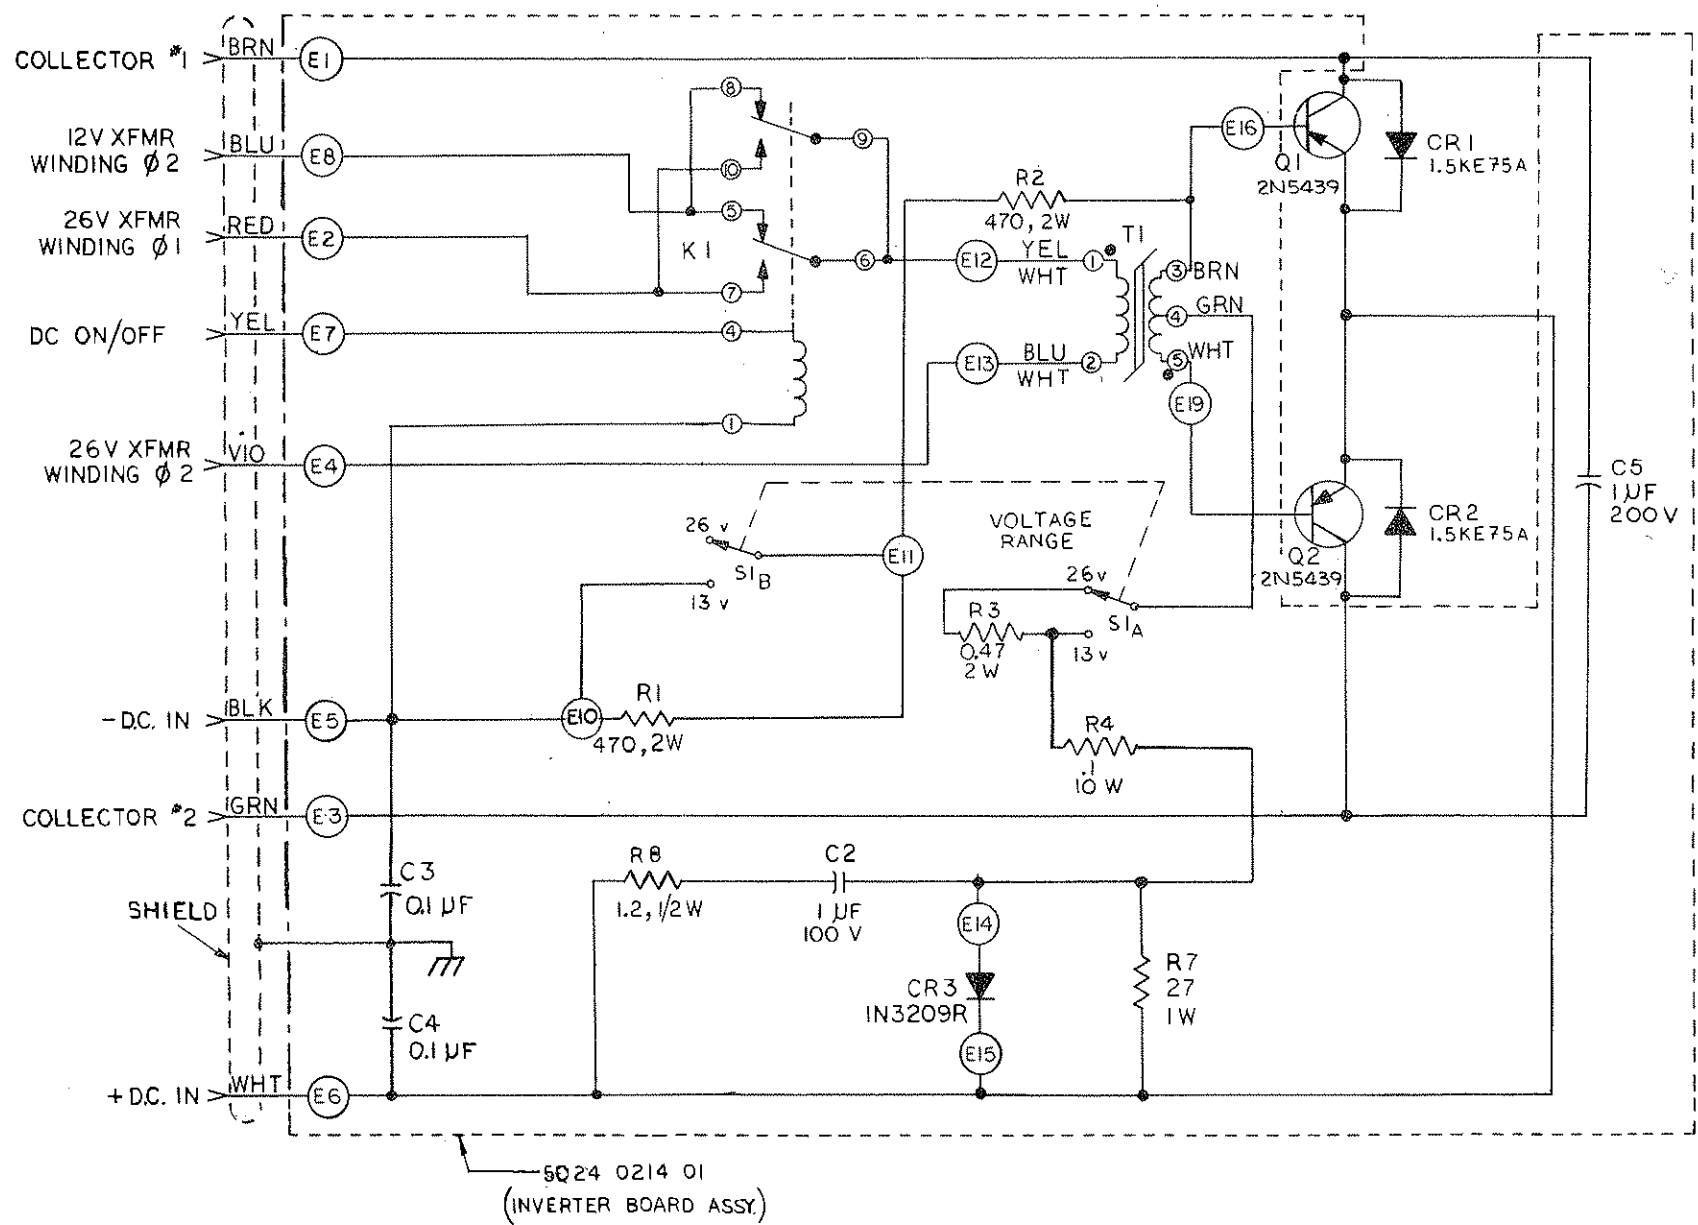 COLLECTOR #1
BRN
E1
12V XFMR
WINDING Ø2
BLU
E8
26V XFMR
WINDING Ø1
RED
E2
DC ON/OFF
YEL
E7
26V XFMR
WINDING Ø2
VIO
E4
- D.C. IN
BLK
E5
COLLECTOR #2
GRN
E3
SHIELD
+ D.C. IN
WHT
E6
8
9
10
5
K1
6
7
4
1
R2
470, 2W
E12
YEL
WHT
1
T1
3
BRN
GRN
4
E13
BLU
WHT
2
5
WHT
E19
E16
Q1
2N5439
CR1
1.5KE75A
26 v
S1B
13 v
E11
VOLTAGE
RANGE
26v
S1A
13v
R3
0.47
2W
Q2
2N5439
CR2
1.5KE75A
C5
1µF
200V
E10
R1
470, 2W
R4
.1
10 W
C3
0.1 µF
C4
0.1 µF
R8
1.2, 1/2W
C2
1 µF
100 V
E14
CR3
1N3209R
E15
R7
27
1W
5024 0214 01
(INVERTER BOARD ASSY.)